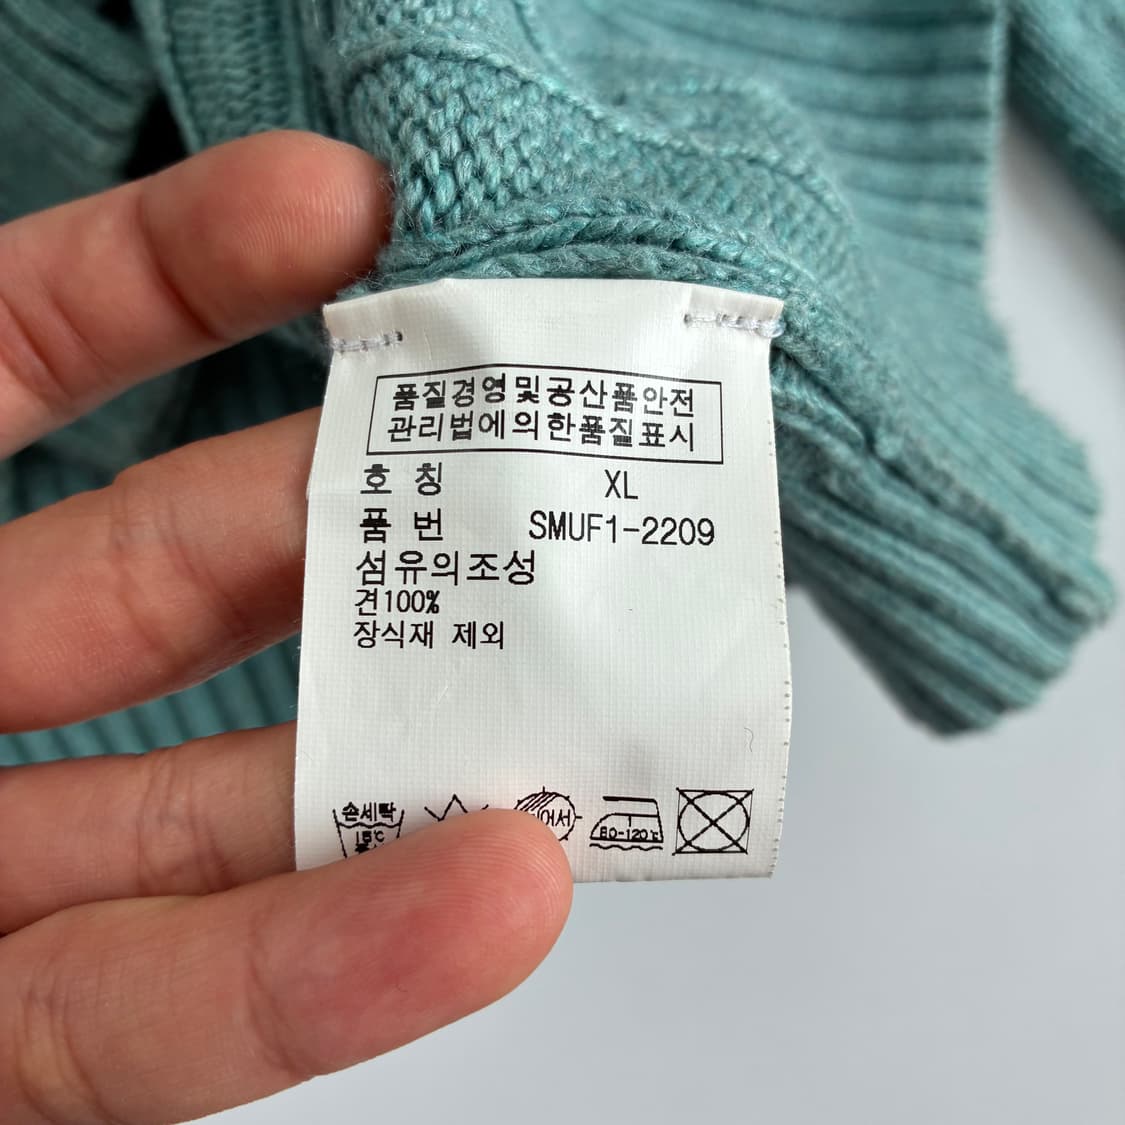 품질경영및공산품안전
관리법에의한품질표시
호 칭 XL
품 번 SMUF1-2209
섬유의조성
견100%
장식재 제외
손세탁
15℃
80-120℃